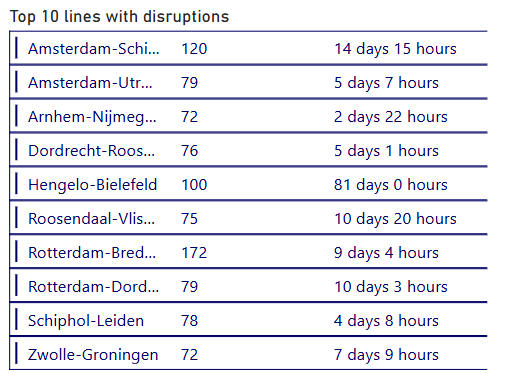 Top 10 lines with disruptions
Amsterdam-Schi... 120 14 days 15 hours
Amsterdam-Utr... 79 5 days 7 hours
Arnhem-Nijmeg... 72 2 days 22 hours
Dordrecht-Roos... 76 5 days 1 hours
Hengelo-Bielefeld 100 81 days 0 hours
Roosendaal-Vlis... 75 10 days 20 hours
Rotterdam-Bred... 172 9 days 4 hours
Rotterdam-Dord... 79 10 days 3 hours
Schiphol-Leiden 78 4 days 8 hours
Zwolle-Groningen 72 7 days 9 hours